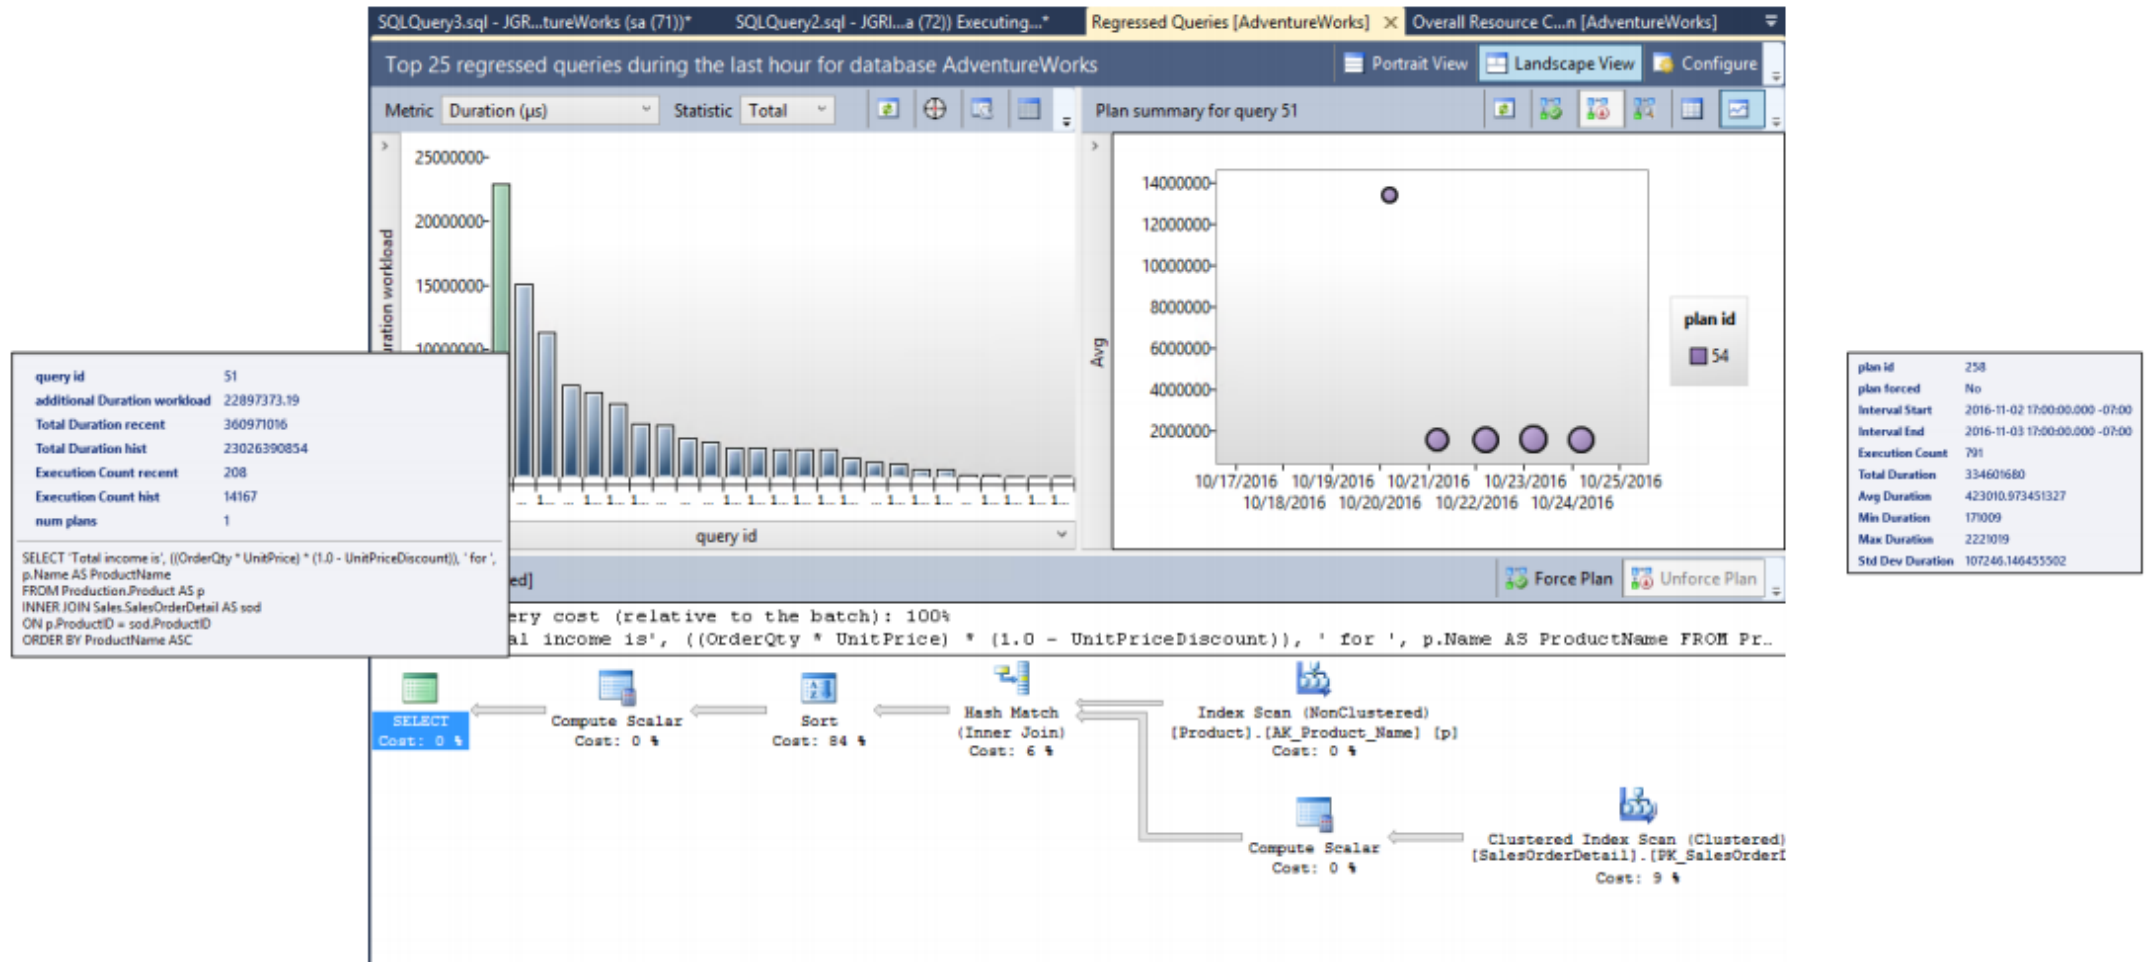 SQLQuery3.sql - JGR...tureWorks (sa (71))*
SQLQuery2.sql - JGRI...a (72)) Executing...*
Regressed Queries [AdventureWorks]
Overall Resource C...n [AdventureWorks]
Top 25 regressed queries during the last hour for database AdventureWorks
Portrait View
Landscape View
Configure
Metric Duration (µs)
Statistic Total
Plan summary for query 51
25000000
20000000
15000000
10000000
uration workload
query id
14000000
12000000
10000000
8000000
6000000
4000000
2000000
Avg
10/17/2016 10/19/2016 10/21/2016 10/23/2016 10/25/2016
10/18/2016 10/20/2016 10/22/2016 10/24/2016
plan id
54
query id 51
additional Duration workload 22897373.19
Total Duration recent 360971016
Total Duration hist 23026390854
Execution Count recent 208
Execution Count hist 14167
num plans 1
SELECT 'Total income is', ((OrderQty * UnitPrice) * (1.0 - UnitPriceDiscount)), ' for ',
p.Name AS ProductName
FROM Production.Product AS p
INNER JOIN Sales.SalesOrderDetail AS sod
ON p.ProductID = sod.ProductID
ORDER BY ProductName ASC
plan id 258
plan forced No
Interval Start 2016-11-02 17:00:00.000 -07:00
Interval End 2016-11-03 17:00:00.000 -07:00
Execution Count 791
Total Duration 334601680
Avg Duration 423010.973451327
Min Duration 171009
Max Duration 2221019
Std Dev Duration 107246.146455502
ed]
Force Plan
Unforce Plan
ery cost (relative to the batch): 100%
al income is', ((OrderQty * UnitPrice) * (1.0 - UnitPriceDiscount)), ' for ', p.Name AS ProductName FROM Pr...
SELECT
Cost: 0 %
Compute Scalar
Cost: 0 %
Sort
Cost: 84 %
Hash Match
(Inner Join)
Cost: 6 %
Index Scan (NonClustered)
[Product].[AK_Product_Name] [p]
Cost: 0 %
Compute Scalar
Cost: 0 %
Clustered Index Scan (Clustered)
[SalesOrderDetail].[PK_SalesOrderD
Cost: 9 %